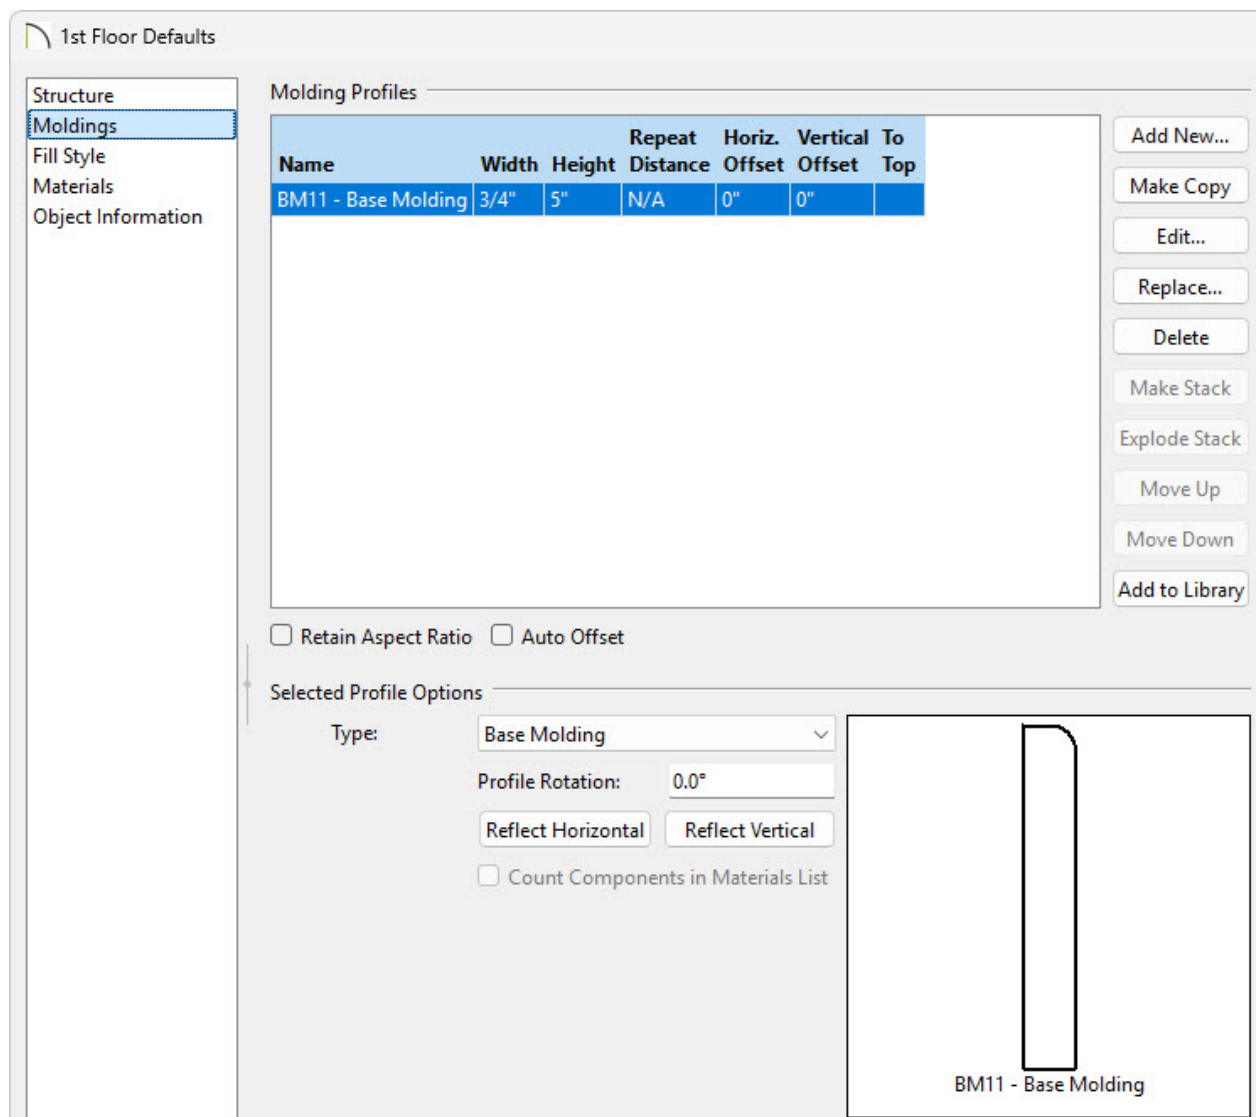 1st Floor Defaults
Structure
Moldings
Fill Style
Materials
Object Information
Molding Profiles
Name Width Height Repeat Distance Horiz. Offset Vertical Offset To Top
BM11 - Base Molding 3/4" 5" N/A 0" 0"
Add New...
Make Copy
Edit...
Replace...
Delete
Make Stack
Explode Stack
Move Up
Move Down
Add to Library
Retain Aspect Ratio Auto Offset
Selected Profile Options
Type: Base Molding
Profile Rotation: 0.0°
Reflect Horizontal Reflect Vertical
Count Components in Materials List
BM11 - Base Molding